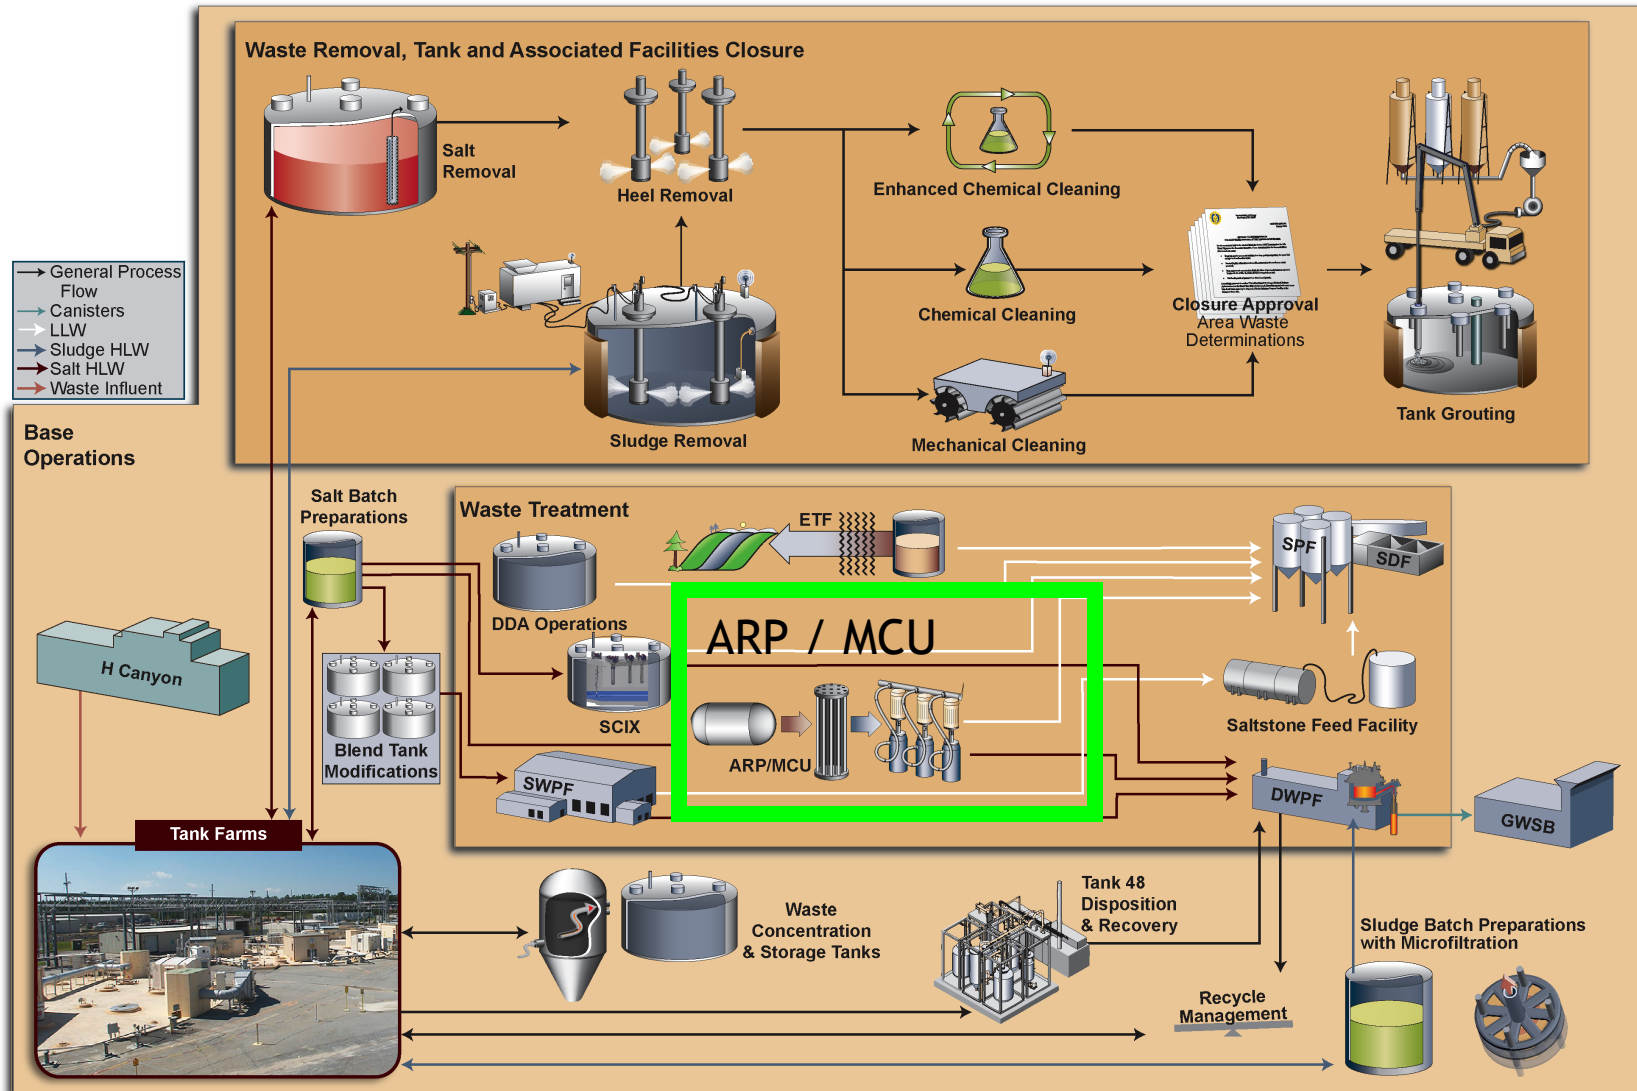 Waste Removal, Tank and Associated Facilities Closure
Salt
Removal
Heel Removal
Enhanced Chemical Cleaning
Chemical Cleaning
Closure Approval
Area Waste
Determinations
Mechanical Cleaning
Sludge Removal
Tank Grouting
General Process
Flow
Canisters
LLW
Sludge HLW
Salt HLW
Waste Influent
Base
Operations
Salt Batch
Preparations
Waste Treatment
ETF
SPF
SDF
DDA Operations
ARP / MCU
H Canyon
SCIX
Saltstone Feed Facility
Blend Tank
Modifications
ARP/MCU
SWPF
DWPF
GWSB
Tank Farms
Waste
Concentration
& Storage Tanks
Tank 48
Disposition
& Recovery
Sludge Batch Preparations
with Microfiltration
Recycle
Management